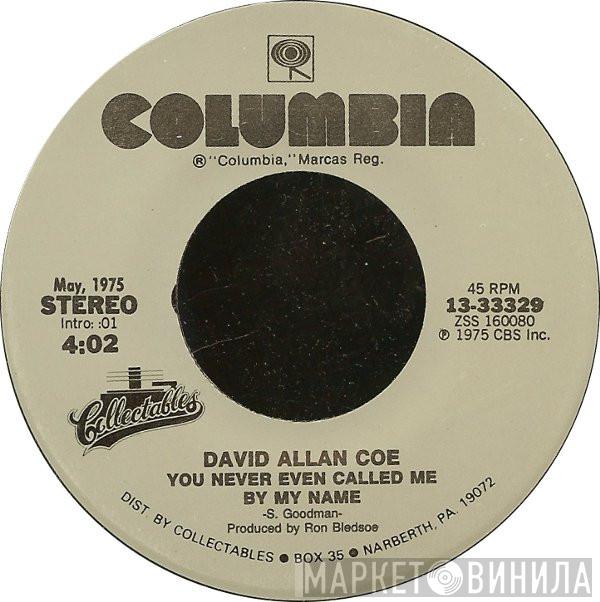 COLUMBIA
® "Columbia," Marcas Reg.
May, 1975
STEREO
Intro: :01
4:02
45 RPM
13-33329
ZSS 160080
℗ 1975 CBS Inc.
Collectables
DAVID ALLAN COE
YOU NEVER EVEN CALLED ME
BY MY NAME
-S. Goodman-
Produced by Ron Bledsoe
DIST. BY COLLECTABLES ● BOX 35 ● NARBERTH, PA. 19072
МАРКЕТ ВИНИЛА